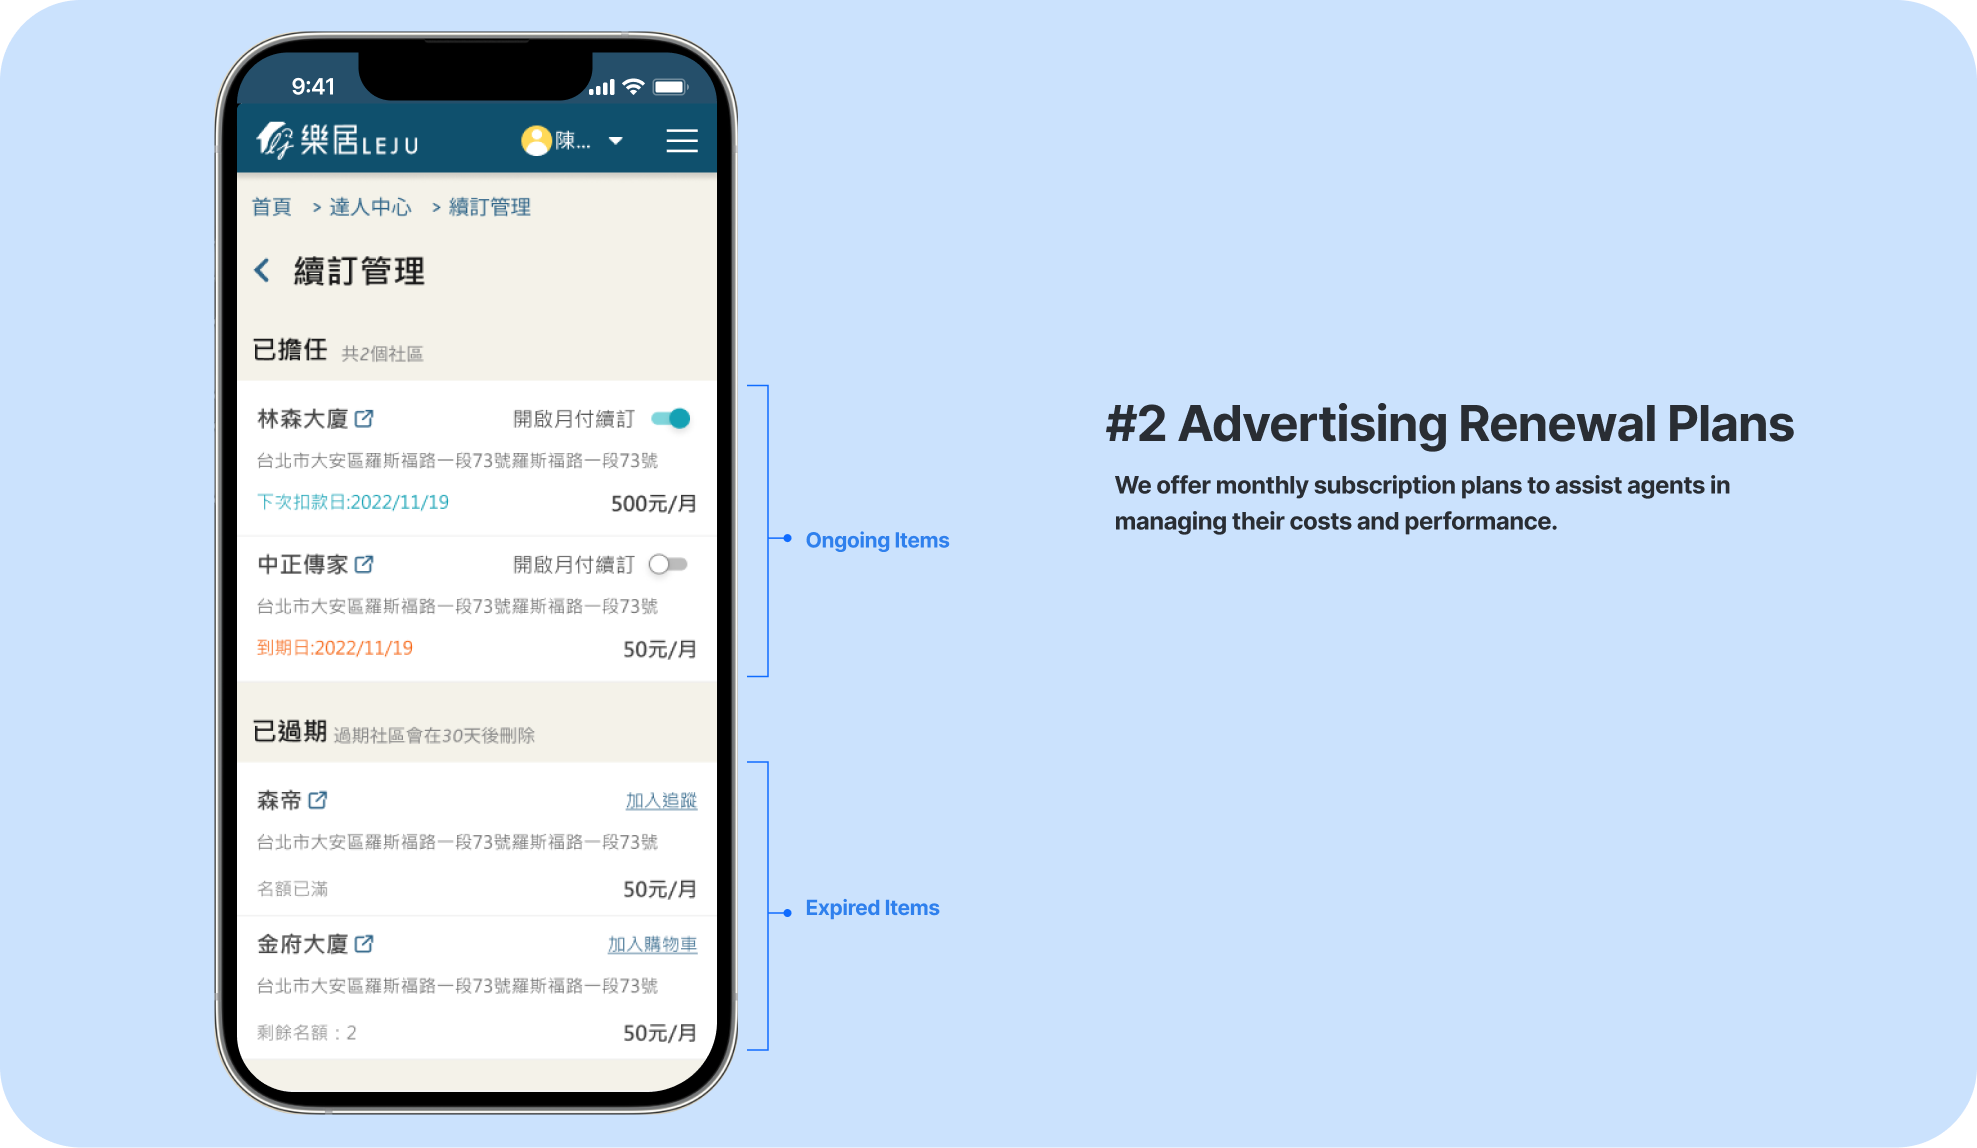 9:41
樂居LEJU 陳...
首頁 > 達人中心 > 續訂管理
續訂管理
已擔任 共2個社區
林森大廈 開啟月付續訂
台北市大安區羅斯福路一段73號羅斯福路一段73號
下次扣款日:2022/11/19 500元/月
中正傳家 開啟月付續訂
台北市大安區羅斯福路一段73號羅斯福路一段73號
到期日:2022/11/19 50元/月
已過期 過期社區會在30天後刪除
森帝 加入追蹤
台北市大安區羅斯福路一段73號羅斯福路一段73號
名額已滿 50元/月
金府大廈 加入購物車
台北市大安區羅斯福路一段73號羅斯福路一段73號
剩餘名額：2 50元/月
Ongoing Items
Expired Items
#2 Advertising Renewal Plans
We offer monthly subscription plans to assist agents in
managing their costs and performance.